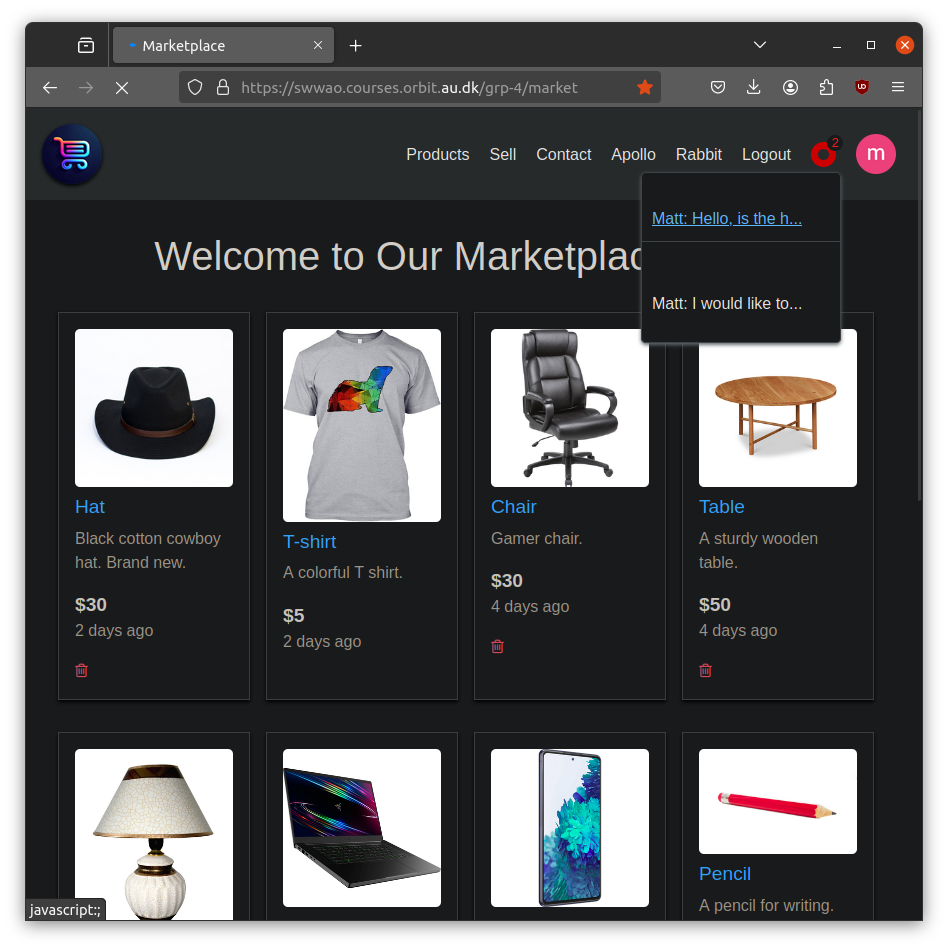 Marketplace
https://swwao.courses.orbit.au.dk/grp-4/market
Products Sell Contact Apollo Rabbit Logout 2 m
Matt: Hello, is the h...
Matt: I would like to...
Welcome to Our Marketplac
Hat
Black cotton cowboy
hat. Brand new.
$30
2 days ago
T-shirt
A colorful T shirt.
$5
2 days ago
Chair
Gamer chair.
$30
4 days ago
Table
A sturdy wooden
table.
$50
4 days ago
Pencil
A pencil for writing.
javascript:;